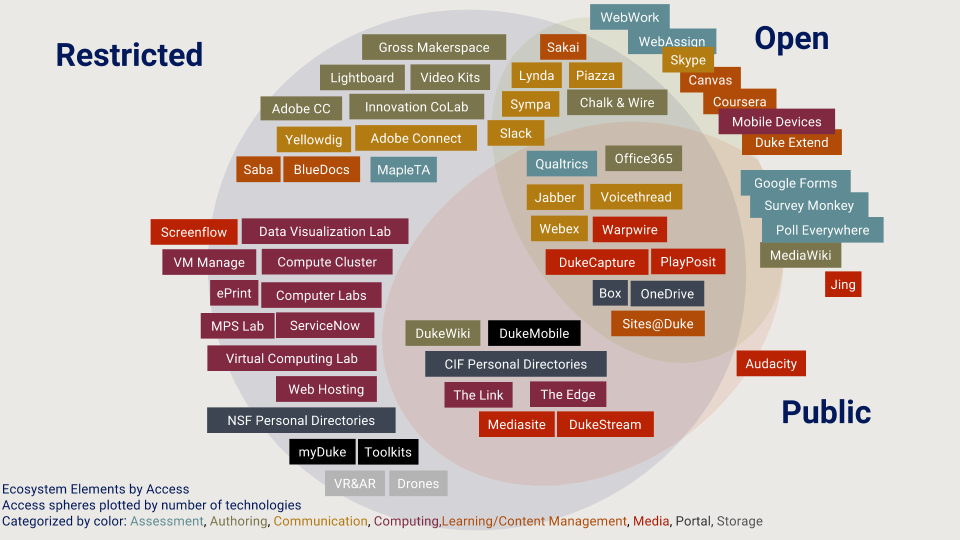 Restricted
Open
Public
WebWork
WebAssign
Skype
Canvas
Coursera
Mobile Devices
Duke Extend
Google Forms
Survey Monkey
Poll Everywhere
MediaWiki
Jing
Audacity
Gross Makerspace
Sakai
Lightboard
Video Kits
Lynda
Piazza
Adobe CC
Innovation CoLab
Sympa
Chalk & Wire
Yellowdig
Adobe Connect
Slack
Saba
BlueDocs
MapleTA
Qualtrics
Office365
Jabber
Voicethread
Webex
Warpwire
DukeCapture
PlayPosit
Box
OneDrive
Sites@Duke
Screenflow
Data Visualization Lab
VM Manage
Compute Cluster
ePrint
Computer Labs
MPS Lab
ServiceNow
Virtual Computing Lab
Web Hosting
NSF Personal Directories
myDuke
Toolkits
VR&AR
Drones
DukeWiki
DukeMobile
CIF Personal Directories
The Link
The Edge
Mediasite
DukeStream
Ecosystem Elements by Access
Access spheres plotted by number of technologies
Categorized by color: Assessment, Authoring, Communication, Computing,Learning/Content Management, Media, Portal, Storage